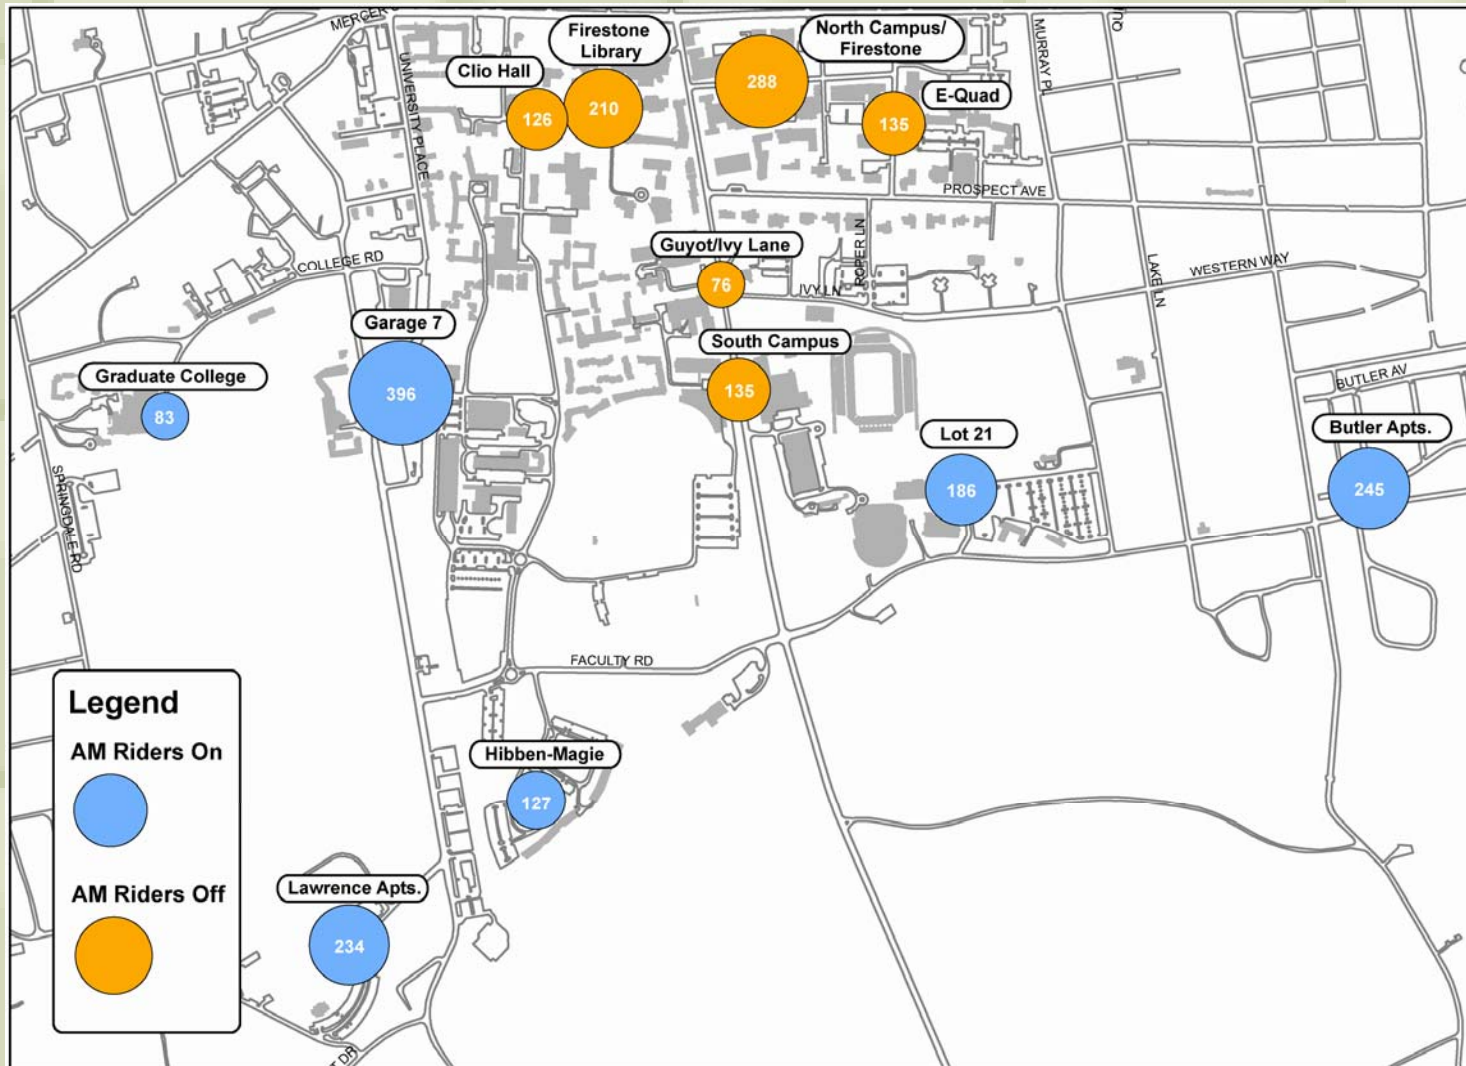 MERCER
UNIVERSITY PLACE
Clio Hall
126
Firestone
Library
210
288
North Campus/
Firestone
E-Quad
135
MURRAY PL
PROSPECT AVE
Guyot/Ivy Lane
76
IVY LN
ROPER LN
LAKE LN
WESTERN WAY
COLLEGE RD
Garage 7
396
South Campus
135
Graduate College
83
BUTLER AV
Lot 21
186
Butler Apts.
245
SPRINGDALE RD
FACULTY RD
Hibben-Magie
127
Lawrence Apts.
234
DR
Legend
AM Riders On
AM Riders Off